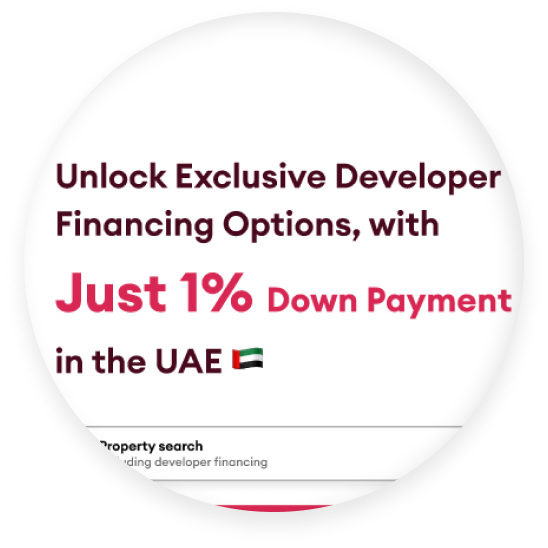 Unlock Exclusive Developer
Financing Options, with
Just 1% Down Payment
in the UAE 🇦🇪
Property search
developer financing